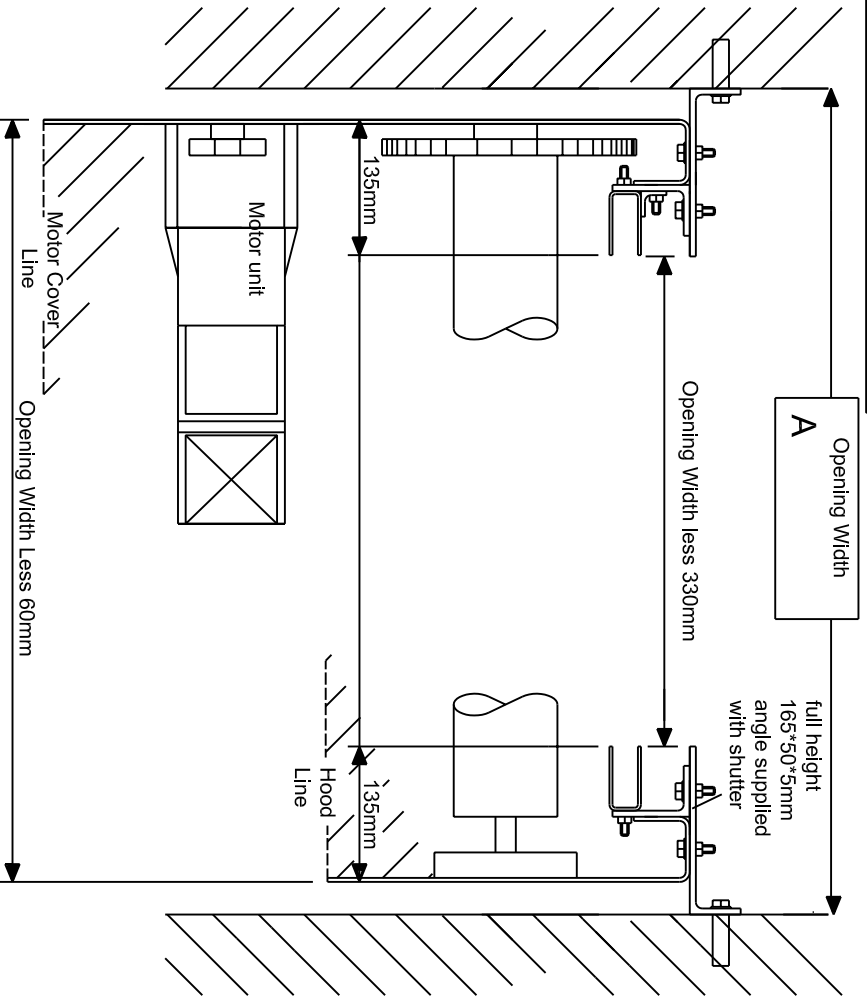 Opening Width
A
full height
165*50*5mm
angle supplied
with shutter
Opening Width less 330mm
135mm
135mm
Motor unit
Hood
Line
Motor Cover
Line
Opening Width Less 60mm